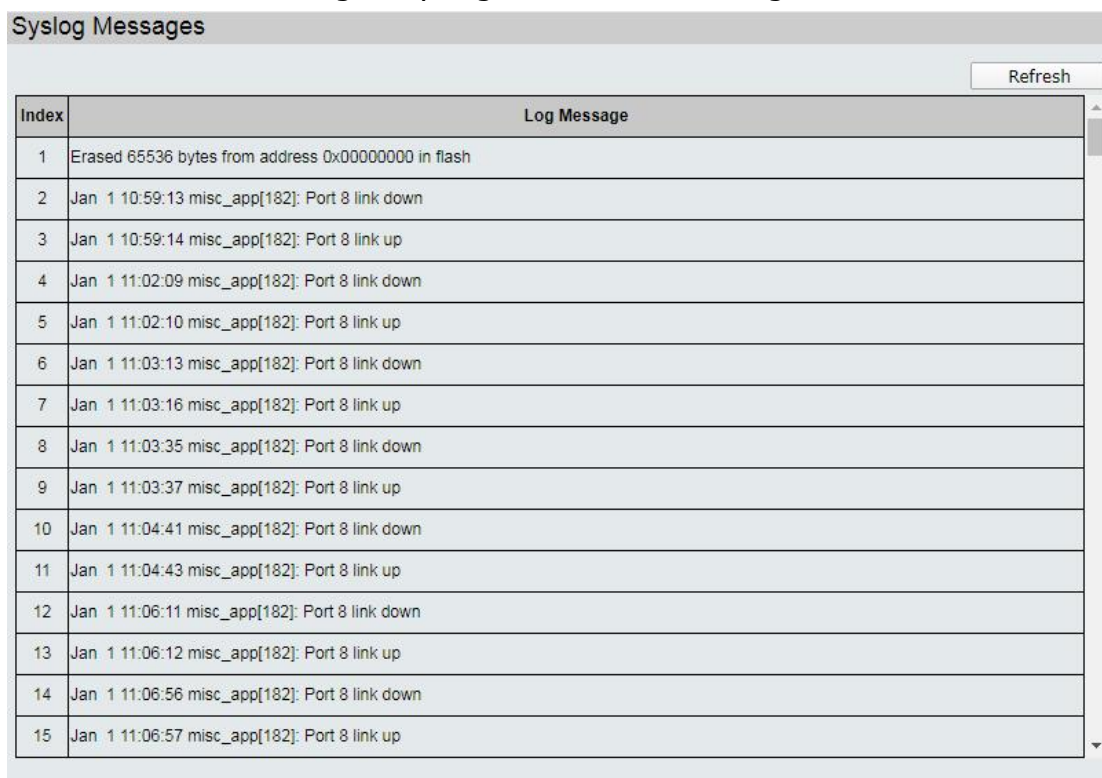 Syslog Messages
Refresh
Index Log Message
1 Erased 65536 bytes from address 0x00000000 in flash
2 Jan  1 10:59:13 misc_app[182]: Port 8 link down
3 Jan  1 10:59:14 misc_app[182]: Port 8 link up
4 Jan  1 11:02:09 misc_app[182]: Port 8 link down
5 Jan  1 11:02:10 misc_app[182]: Port 8 link up
6 Jan  1 11:03:13 misc_app[182]: Port 8 link down
7 Jan  1 11:03:16 misc_app[182]: Port 8 link up
8 Jan  1 11:03:35 misc_app[182]: Port 8 link down
9 Jan  1 11:03:37 misc_app[182]: Port 8 link up
10 Jan  1 11:04:41 misc_app[182]: Port 8 link down
11 Jan  1 11:04:43 misc_app[182]: Port 8 link up
12 Jan  1 11:06:11 misc_app[182]: Port 8 link down
13 Jan  1 11:06:12 misc_app[182]: Port 8 link up
14 Jan  1 11:06:56 misc_app[182]: Port 8 link down
15 Jan  1 11:06:57 misc_app[182]: Port 8 link up